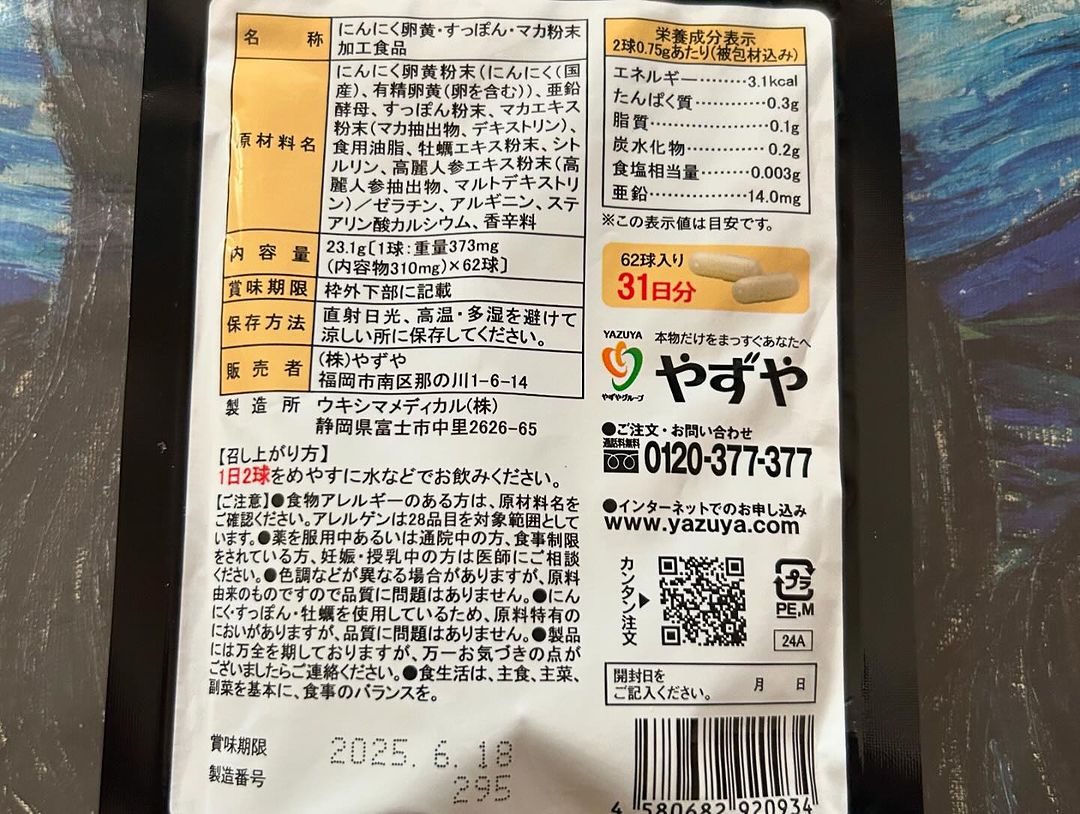 名称
にんにく卵黄・すっぽん・マカ粉末
加工食品
原材料名
にんにく卵黄粉末(にんにく(国
産)、有精卵黄(卵を含む))、亜鉛
酵母、すっぽん粉末、マカエキス
粉末(マカ抽出物、デキストリン)、
食用油脂、牡蠣エキス粉末、シト
ルリン、高麗人参エキス粉末(高
麗人参抽出物、マルトデキストリ
ン)/ゼラチン、アルギニン、ステ
アリン酸カルシウム、香辛料
内容量
23.1g〔1球:重量373mg
(内容物310mg)×62球〕
賞味期限
枠外下部に記載
保存方法
直射日光、高温・多湿を避けて
涼しい所に保存してください。
販売者
(株)やずや
福岡市南区那の川1-6-14
製造所 ウキシマメディカル(株)
静岡県富士市中里2626-65
【召し上がり方】
1日2球をめやすに水などでお飲みください。
【ご注意】●食物アレルギーのある方は、原材料名を
ご確認ください。アレルゲンは28品目を対象範囲として
います。●薬を服用中あるいは通院中の方、食事制限
をされている方、妊娠・授乳中の方は医師にご相談
ください。●色調などが異なる場合がありますが、原料
由来のものですので品質に問題はありません。●にん
にく・すっぽん・牡蠣を使用しているため、原料特有の
においがありますが、品質に問題はありません。●製品
には万全を期しておりますが、万一お気づきの点が
ございましたらご連絡ください。●食生活は、主食、主菜、
副菜を基本に、食事のバランスを。
賞味期限 2025.6.18
製造番号 295
栄養成分表示
2球0.75gあたり(被包材込み)
エネルギー………3.1kcal
たんぱく質…………0.3g
脂質…………………0.1g
炭水化物……………0.2g
食塩相当量………0.003g
亜鉛………………14.0mg
※この表示値は目安です。
62球入り
31日分
YAZUYA
やずやグループ
本物だけをまっすぐあなたへ
やずや
●ご注文・お問い合わせ
通話料無料
0120-377-377
●インターネットでのお申し込み
www.yazuya.com
カンタン注文
プラ
PE,M
24A
開封日を
ご記入ください。 月 日
4 580682 920934